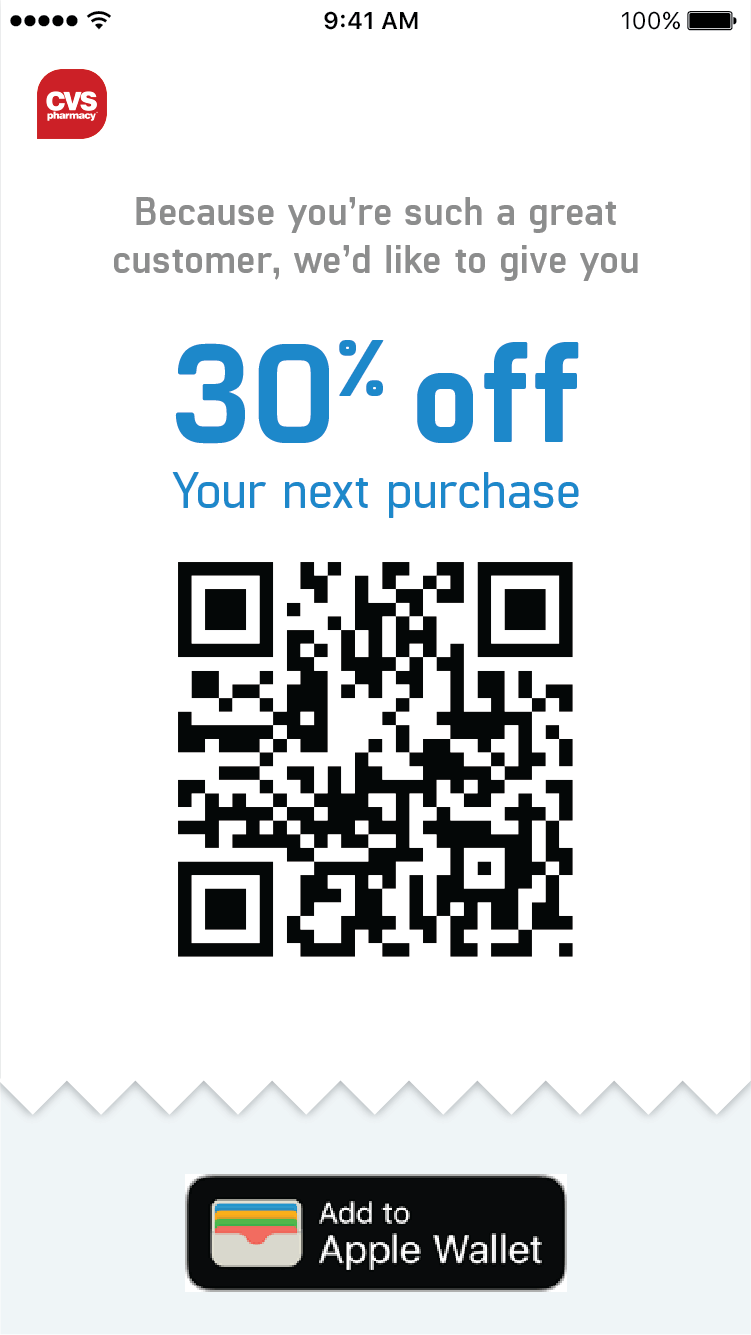 9:41 AM
100%
CVS
pharmacy
Because you're such a great
customer, we'd like to give you
30% off
Your next purchase
Add to
Apple Wallet